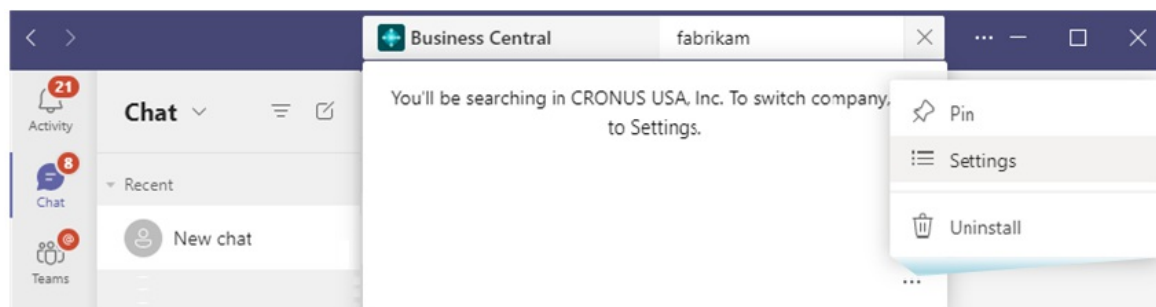 Business Central
fabrikam
21
Activity
Chat
You'll be searching in CRONUS USA, Inc. To switch company,
to Settings.
Pin
8
Chat
Recent
Settings
New chat
@
Teams
Uninstall